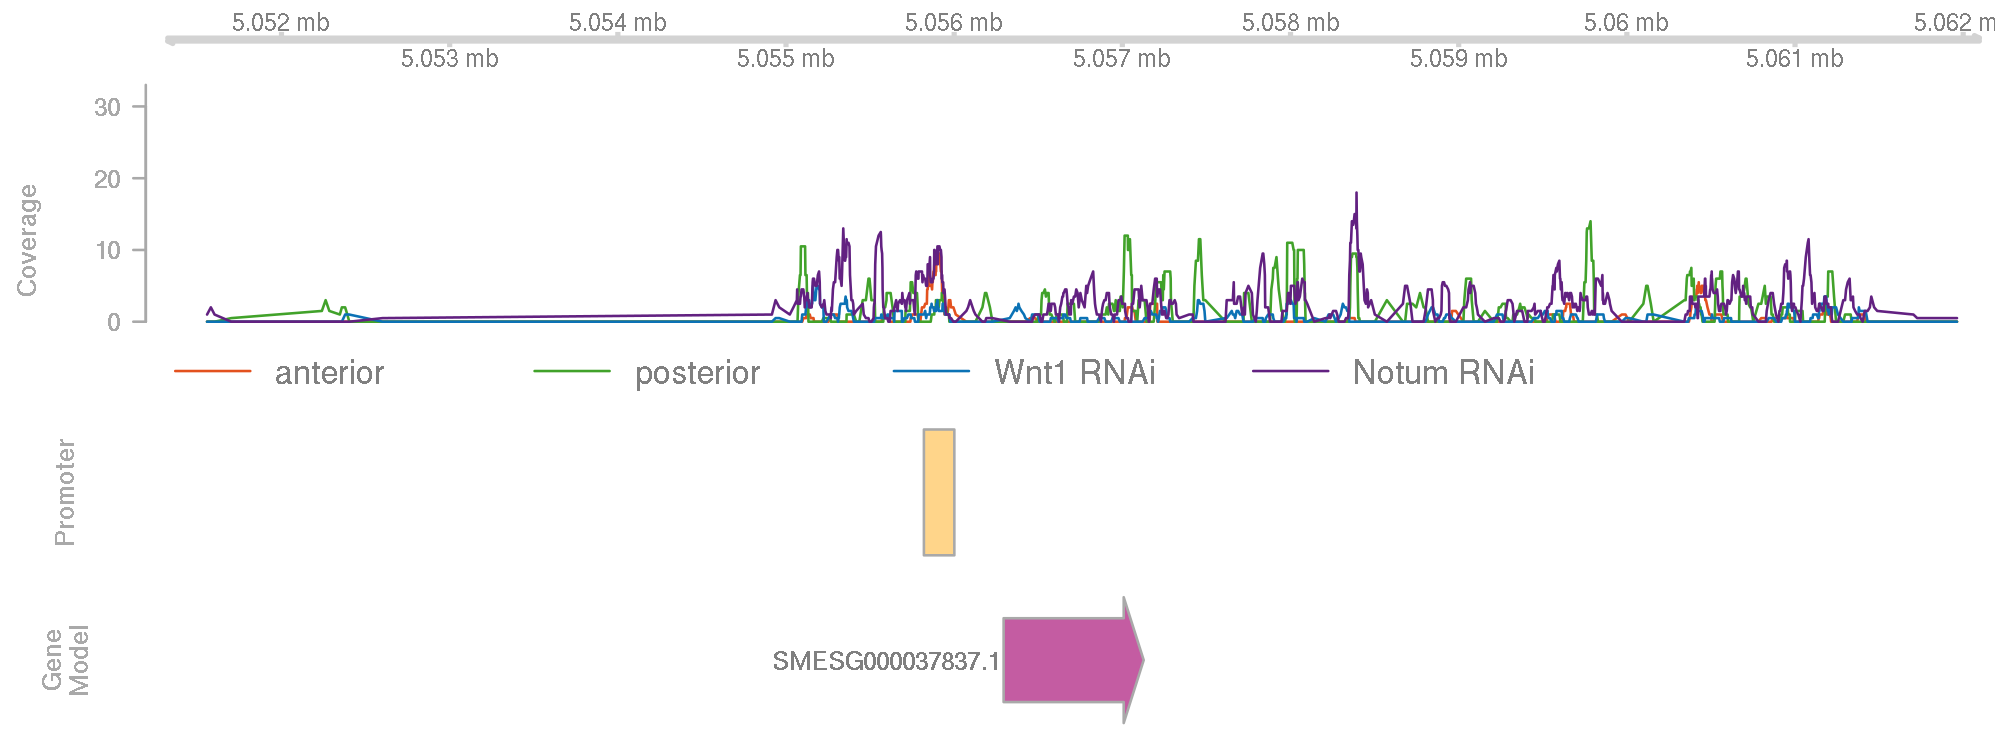 5.052 mb 5.054 mb 5.056 mb 5.058 mb 5.06 mb 5.062 m
5.053 mb 5.055 mb 5.057 mb 5.059 mb 5.061 mb
Coverage
30
20
10
0
anterior posterior Wnt1 RNAi Notum RNAi
Promoter
Gene
Model
SMESG000037837.1